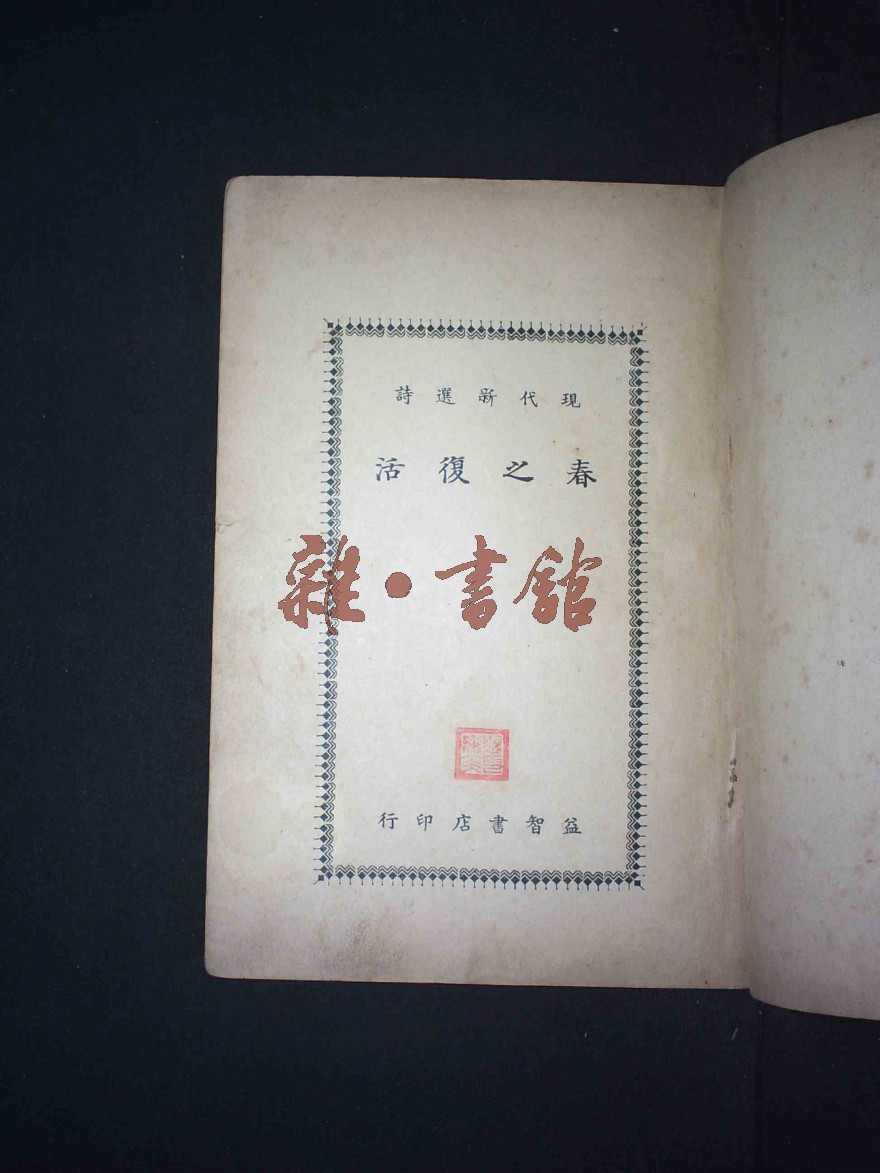 現代新選詩
春之復活
雜·書館
益智書店印行